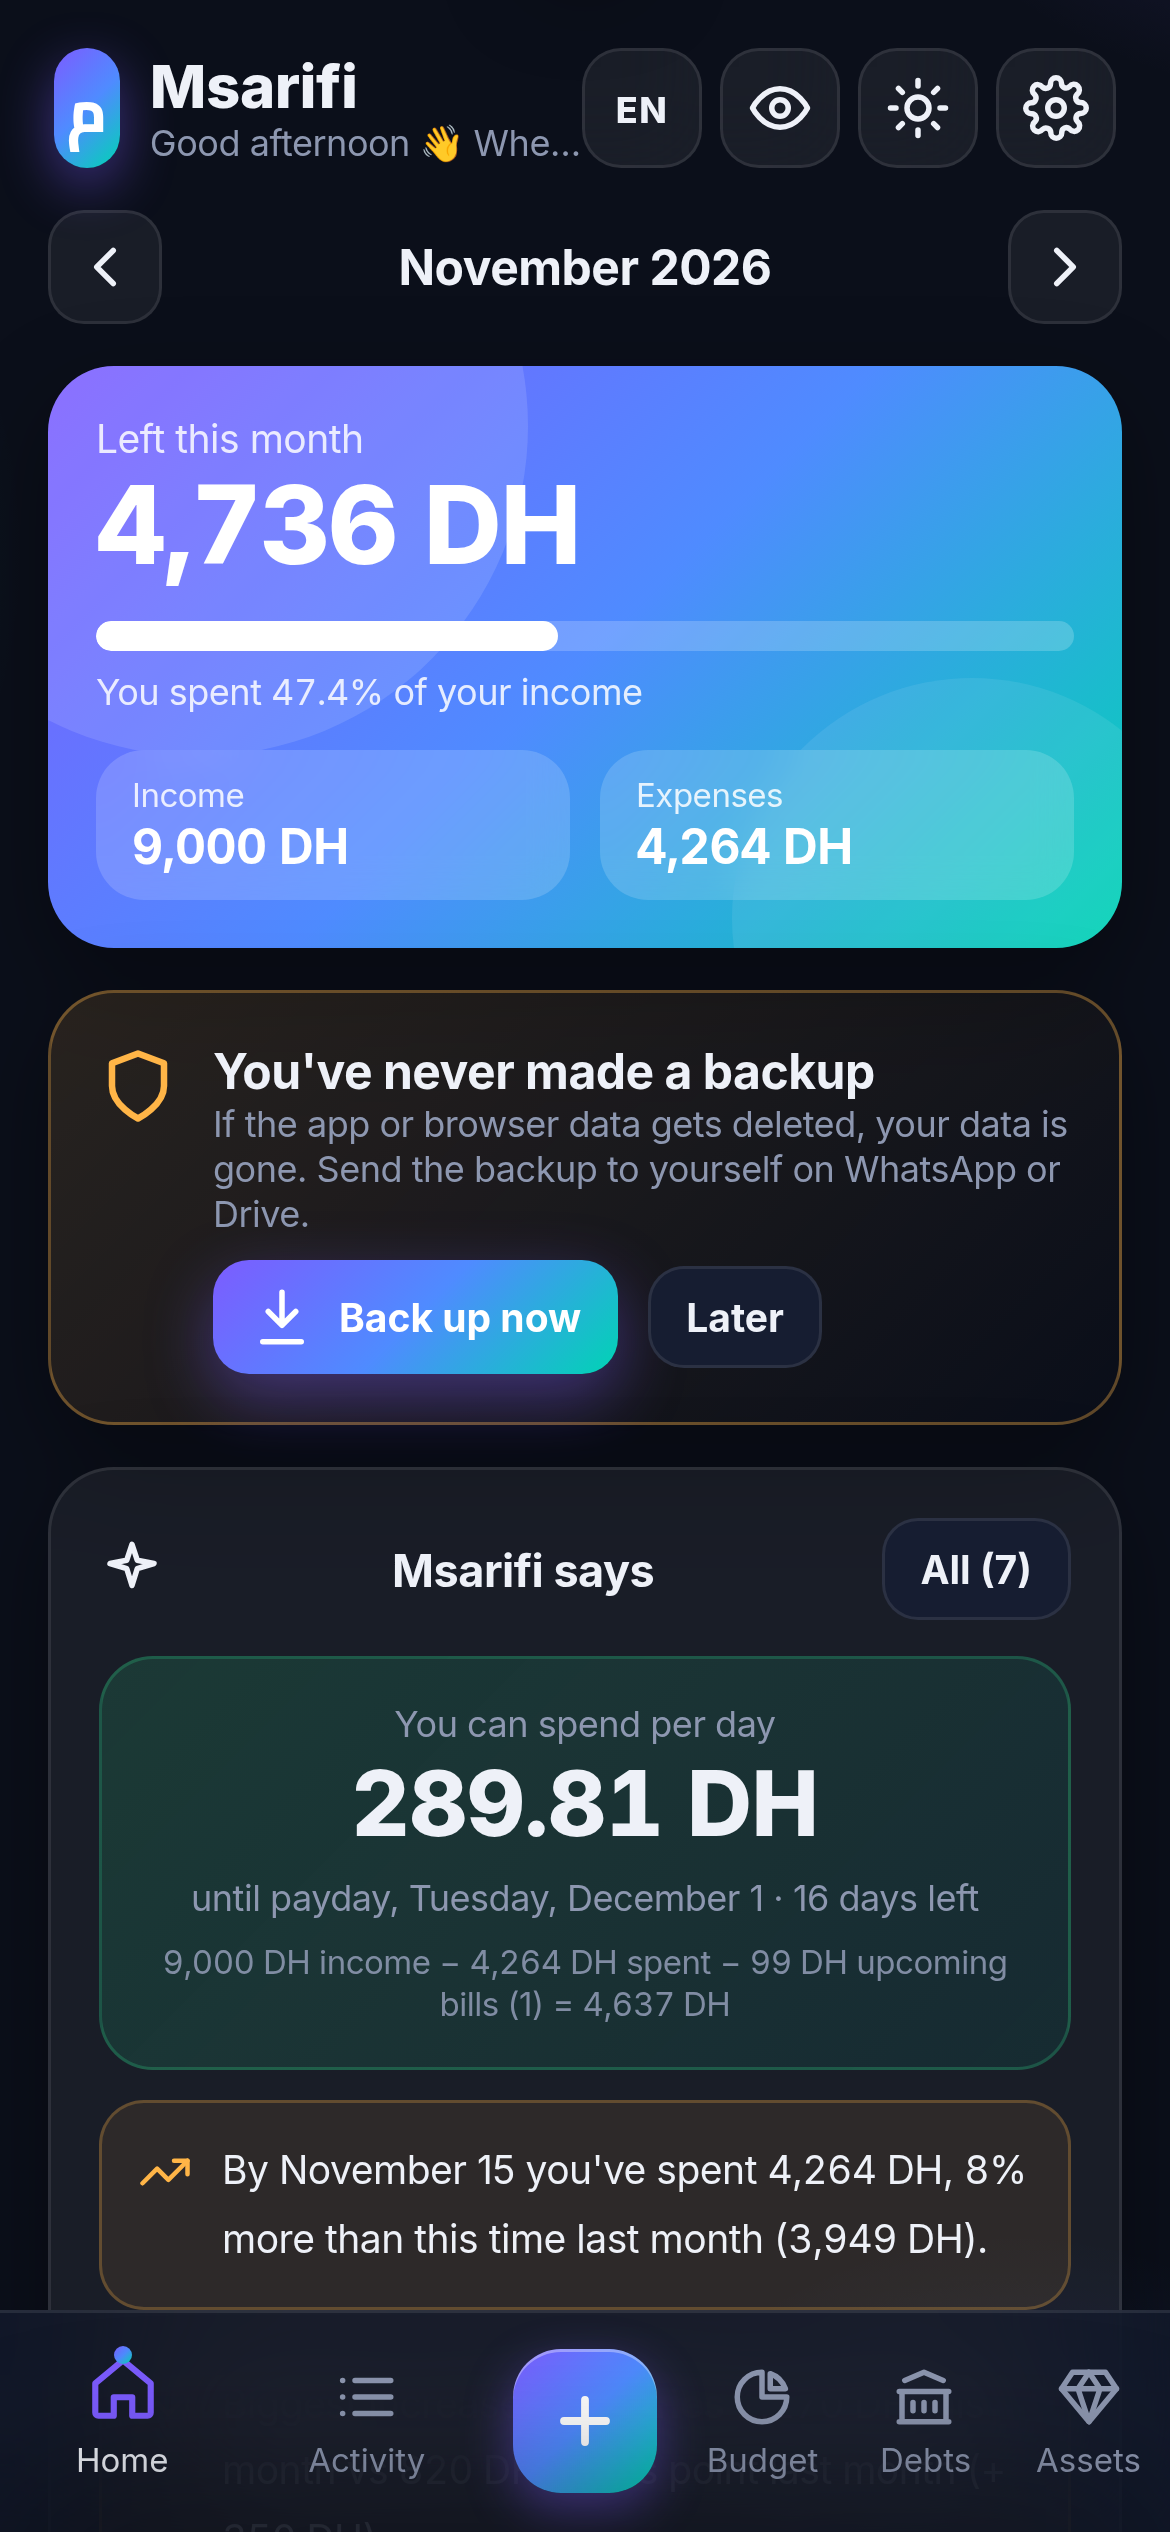 م
Msarifi
Good afternoon 👋 Whe...
EN
November 2026
Left this month
4,736 DH
You spent 47.4% of your income
Income
9,000 DH
Expenses
4,264 DH
You've never made a backup
If the app or browser data gets deleted, your data is
gone. Send the backup to yourself on WhatsApp or
Drive.
Back up now
Later
Msarifi says
All (7)
You can spend per day
289.81 DH
until payday, Tuesday, December 1 · 16 days left
9,000 DH income − 4,264 DH spent − 99 DH upcoming
bills (1) = 4,637 DH
By November 15 you've spent 4,264 DH, 8%
more than this time last month (3,949 DH).
Home
Activity
Budget
Debts
Assets